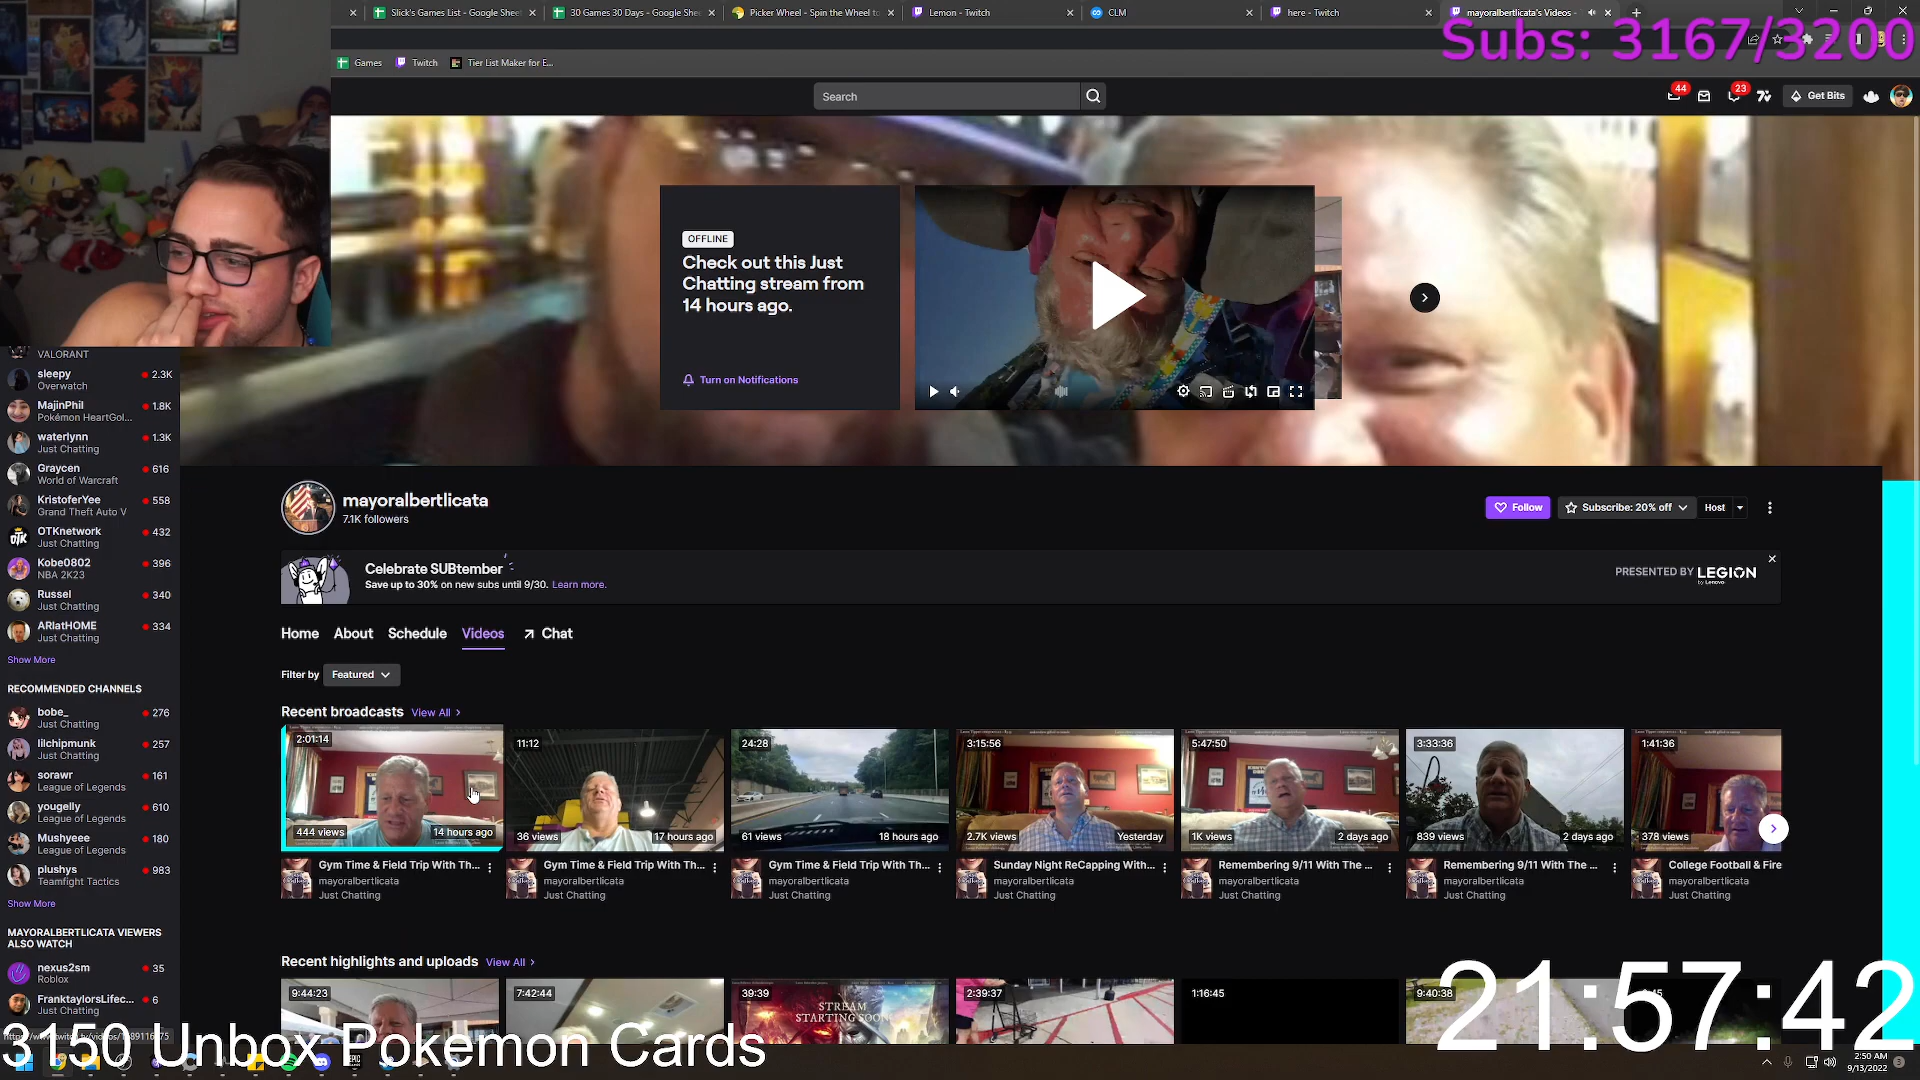 Slick's Games List - Google Shee
30 Games 30 Days - Google She
Picker Wheel - Spin the Wheel to
Lemon - Twitch
CLM
here - Twitch
mayoralbertlicata's Videos -
Subs: 3167/3200
Games
Twitch
Tier List Maker for E...
Search
44
23
Get Bits
OFFLINE
Check out this Just
Chatting stream from
14 hours ago.
Turn on Notifications
VALORANT
sleepy
2.3K
Overwatch
MajinPhil
1.8K
Pokémon HeartGol...
waterlynn
1.3K
Just Chatting
Graycen
616
World of Warcraft
KristoferYee
558
Grand Theft Auto V
OTKnetwork
432
Just Chatting
Kobe0802
396
NBA 2K23
Russel
340
Just Chatting
ARIatHOME
334
Just Chatting
Show More
RECOMMENDED CHANNELS
bobe_
276
Just Chatting
lilchipmunk
257
Just Chatting
sorawr
161
League of Legends
yougelly
610
League of Legends
Mushyeee
180
League of Legends
plushys
983
Teamfight Tactics
Show More
MAYORALBERTLICATA VIEWERS
ALSO WATCH
nexus2sm
35
Roblox
FranktaylorsLifec...
6
mayoralbertlicata
7.1K followers
Follow
Subscribe: 20% off
Host
Celebrate SUBtember
Save up to 30% on new subs until 9/30. Learn more.
PRESENTED BY LEGION
by Lenovo
Home
About
Schedule
Videos
Chat
Filter by
Featured
Recent broadcasts
View All
2:01:14
444 views
14 hours ago
Gym Time & Field Trip With Th...
mayoralbertlicata
Just Chatting
11:12
36 views
17 hours ago
Gym Time & Field Trip With Th...
mayoralbertlicata
Just Chatting
24:28
61 views
18 hours ago
Gym Time & Field Trip With Th...
mayoralbertlicata
Just Chatting
3:15:56
2.7K views
Yesterday
Sunday Night ReCapping With...
mayoralbertlicata
Just Chatting
5:47:50
1K views
2 days ago
Remembering 9/11 With The ...
mayoralbertlicata
Just Chatting
3:33:36
839 views
2 days ago
Remembering 9/11 With The ...
mayoralbertlicata
Just Chatting
1:41:36
378 views
College Football & Fire
mayoralbertlicata
Just Chatting
Recent highlights and uploads
View All
9:44:23
7:42:44
39:39
STREAM
STARTING SOON
2:39:37
1:16:45
9:40:38
21:57:42
3150 Unbox Pokemon Cards
2:50 AM
9/13/2022